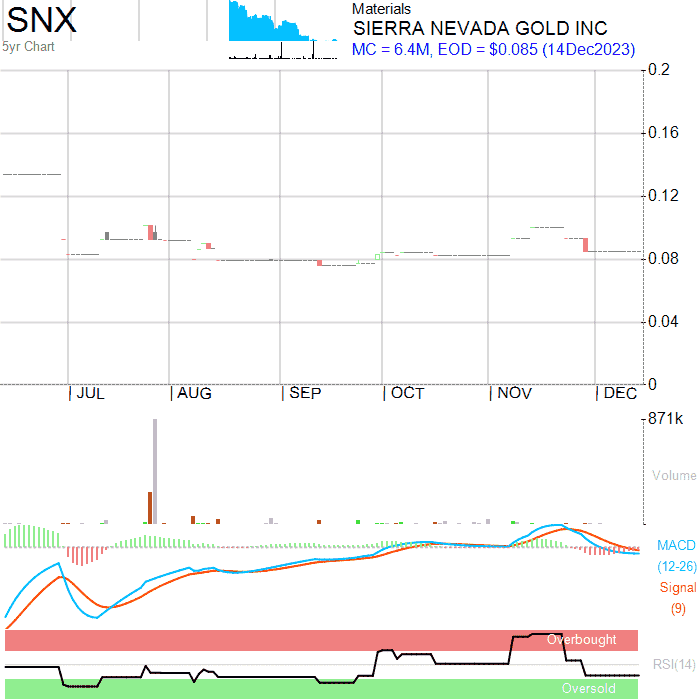 SNX
5yr Chart
Materials
SIERRA NEVADA GOLD INC
MC = 6.4M, EOD = $0.085 (14Dec2023)
0.2
0.16
0.12
0.08
0.04
0
JUL AUG SEP OCT NOV DEC
871k
Volume
MACD
(12-26)
Signal
(9)
Overbought
RSI(14)
Oversold